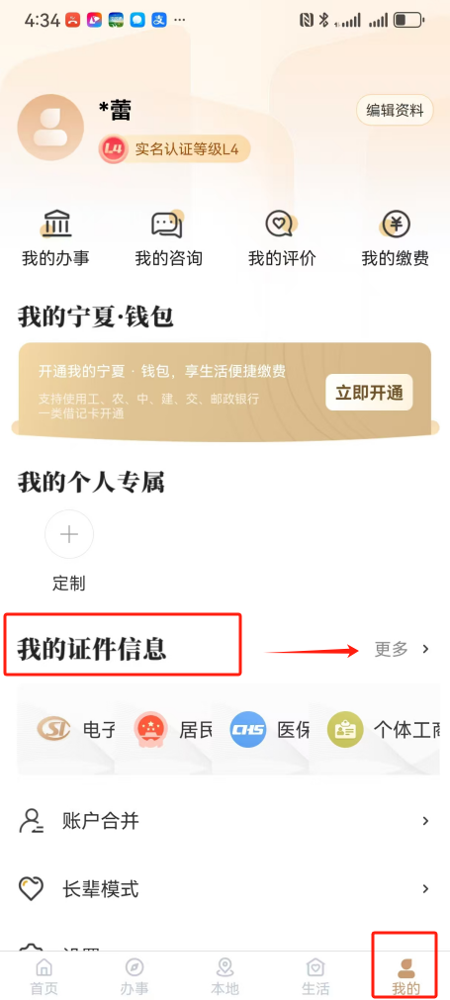 4:34
*蕾
编辑资料
L4 实名认证等级L4
我的办事 我的咨询 我的评价 我的缴费
我的宁夏·钱包
开通我的宁夏·钱包，享生活便捷缴费
支持使用工、农、中、建、交、邮政银行
一类借记卡开通
立即开通
我的个人专属
定制
我的证件信息 更多
电子 居民 CHS 医保 个体工商
账户合并
长辈模式
设置
首页 办事 本地 生活 我的